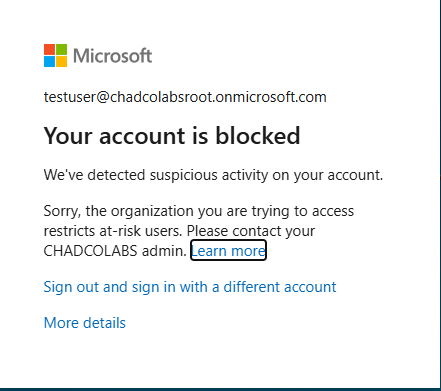 Microsoft
testuser@chadcolabsroot.onmicrosoft.com
Your account is blocked
We've detected suspicious activity on your account.
Sorry, the organization you are trying to access
restricts at-risk users. Please contact your
CHADCOLABS admin. Learn more
Sign out and sign in with a different account
More details